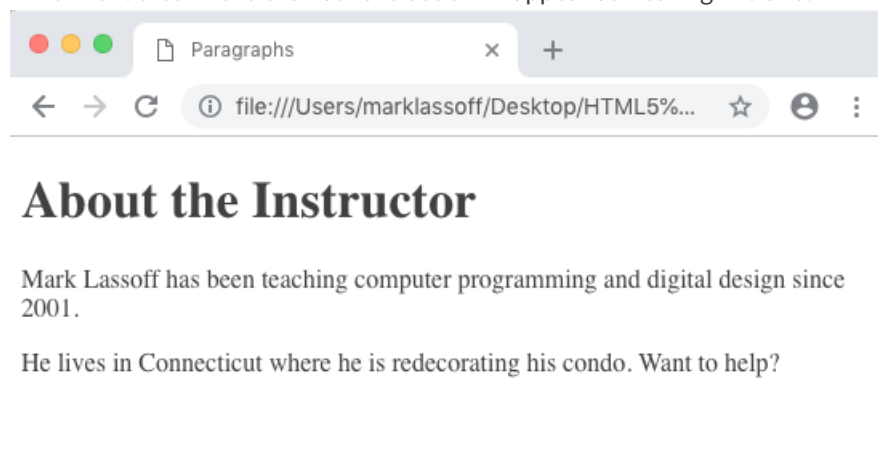 Paragraphs
file:///Users/marklassoff/Desktop/HTML5%...
About the Instructor
Mark Lassoff has been teaching computer programming and digital design since
2001.
He lives in Connecticut where he is redecorating his condo. Want to help?